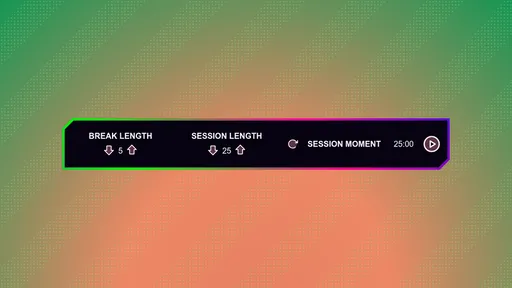 BREAK LENGTH
5
SESSION LENGTH
25
SESSION MOMENT 25:00